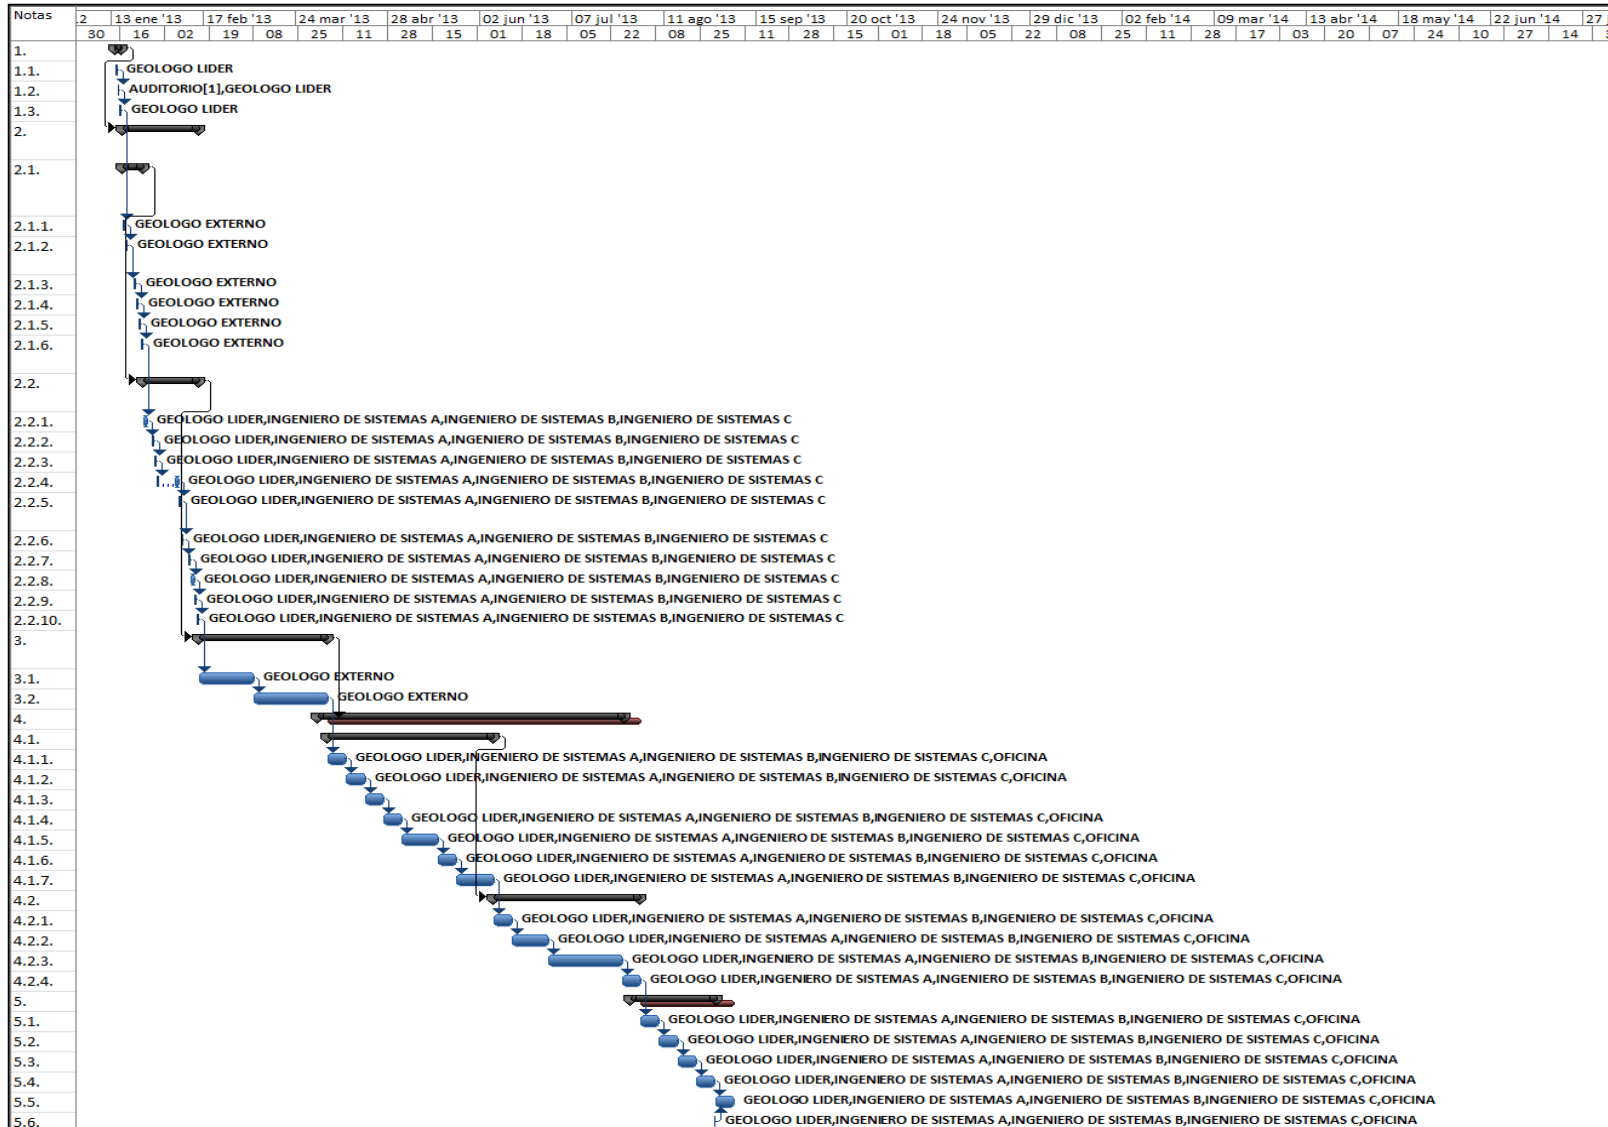 Notas
2 13 ene '13 17 feb '13 24 mar '13 28 abr '13 02 jun '13 07 jul '13 11 ago '13 15 sep '13 20 oct '13 24 nov '13 29 dic '13 02 feb '14 09 mar '14 13 abr '14 18 may '14 22 jun '14 27
30 16 02 19 08 25 11 28 15 01 18 05 22 08 25 11 28 15 01 18 05 22 08 25 11 28 17 03 20 07 24 10 27 14
1.
1.1. GEOLOGO LIDER
1.2. AUDITORIO[1],GEOLOGO LIDER
1.3. GEOLOGO LIDER
2.
2.1.
2.1.1. GEOLOGO EXTERNO
2.1.2. GEOLOGO EXTERNO
2.1.3. GEOLOGO EXTERNO
2.1.4. GEOLOGO EXTERNO
2.1.5. GEOLOGO EXTERNO
2.1.6. GEOLOGO EXTERNO
2.2.
2.2.1. GEOLOGO LIDER,INGENIERO DE SISTEMAS A,INGENIERO DE SISTEMAS B,INGENIERO DE SISTEMAS C
2.2.2. GEOLOGO LIDER,INGENIERO DE SISTEMAS A,INGENIERO DE SISTEMAS B,INGENIERO DE SISTEMAS C
2.2.3. GEOLOGO LIDER,INGENIERO DE SISTEMAS A,INGENIERO DE SISTEMAS B,INGENIERO DE SISTEMAS C
2.2.4. GEOLOGO LIDER,INGENIERO DE SISTEMAS A,INGENIERO DE SISTEMAS B,INGENIERO DE SISTEMAS C
2.2.5. GEOLOGO LIDER,INGENIERO DE SISTEMAS A,INGENIERO DE SISTEMAS B,INGENIERO DE SISTEMAS C
2.2.6. GEOLOGO LIDER,INGENIERO DE SISTEMAS A,INGENIERO DE SISTEMAS B,INGENIERO DE SISTEMAS C
2.2.7. GEOLOGO LIDER,INGENIERO DE SISTEMAS A,INGENIERO DE SISTEMAS B,INGENIERO DE SISTEMAS C
2.2.8. GEOLOGO LIDER,INGENIERO DE SISTEMAS A,INGENIERO DE SISTEMAS B,INGENIERO DE SISTEMAS C
2.2.9. GEOLOGO LIDER,INGENIERO DE SISTEMAS A,INGENIERO DE SISTEMAS B,INGENIERO DE SISTEMAS C
2.2.10. GEOLOGO LIDER,INGENIERO DE SISTEMAS A,INGENIERO DE SISTEMAS B,INGENIERO DE SISTEMAS C
3.
3.1. GEOLOGO EXTERNO
3.2. GEOLOGO EXTERNO
4.
4.1.
4.1.1. GEOLOGO LIDER,INGENIERO DE SISTEMAS A,INGENIERO DE SISTEMAS B,INGENIERO DE SISTEMAS C,OFICINA
4.1.2. GEOLOGO LIDER,INGENIERO DE SISTEMAS A,INGENIERO DE SISTEMAS B,INGENIERO DE SISTEMAS C,OFICINA
4.1.3.
4.1.4. GEOLOGO LIDER,INGENIERO DE SISTEMAS A,INGENIERO DE SISTEMAS B,INGENIERO DE SISTEMAS C,OFICINA
4.1.5. GEOLOGO LIDER,INGENIERO DE SISTEMAS A,INGENIERO DE SISTEMAS B,INGENIERO DE SISTEMAS C,OFICINA
4.1.6. GEOLOGO LIDER,INGENIERO DE SISTEMAS A,INGENIERO DE SISTEMAS B,INGENIERO DE SISTEMAS C,OFICINA
4.1.7. GEOLOGO LIDER,INGENIERO DE SISTEMAS A,INGENIERO DE SISTEMAS B,INGENIERO DE SISTEMAS C,OFICINA
4.2.
4.2.1. GEOLOGO LIDER,INGENIERO DE SISTEMAS A,INGENIERO DE SISTEMAS B,INGENIERO DE SISTEMAS C,OFICINA
4.2.2. GEOLOGO LIDER,INGENIERO DE SISTEMAS A,INGENIERO DE SISTEMAS B,INGENIERO DE SISTEMAS C,OFICINA
4.2.3. GEOLOGO LIDER,INGENIERO DE SISTEMAS A,INGENIERO DE SISTEMAS B,INGENIERO DE SISTEMAS C,OFICINA
4.2.4. GEOLOGO LIDER,INGENIERO DE SISTEMAS A,INGENIERO DE SISTEMAS B,INGENIERO DE SISTEMAS C,OFICINA
5.
5.1. GEOLOGO LIDER,INGENIERO DE SISTEMAS A,INGENIERO DE SISTEMAS B,INGENIERO DE SISTEMAS C,OFICINA
5.2. GEOLOGO LIDER,INGENIERO DE SISTEMAS A,INGENIERO DE SISTEMAS B,INGENIERO DE SISTEMAS C,OFICINA
5.3. GEOLOGO LIDER,INGENIERO DE SISTEMAS A,INGENIERO DE SISTEMAS B,INGENIERO DE SISTEMAS C,OFICINA
5.4. GEOLOGO LIDER,INGENIERO DE SISTEMAS A,INGENIERO DE SISTEMAS B,INGENIERO DE SISTEMAS C,OFICINA
5.5. GEOLOGO LIDER,INGENIERO DE SISTEMAS A,INGENIERO DE SISTEMAS B,INGENIERO DE SISTEMAS C,OFICINA
5.6. GEOLOGO LIDER,INGENIERO DE SISTEMAS A,INGENIERO DE SISTEMAS B,INGENIERO DE SISTEMAS C,OFICINA